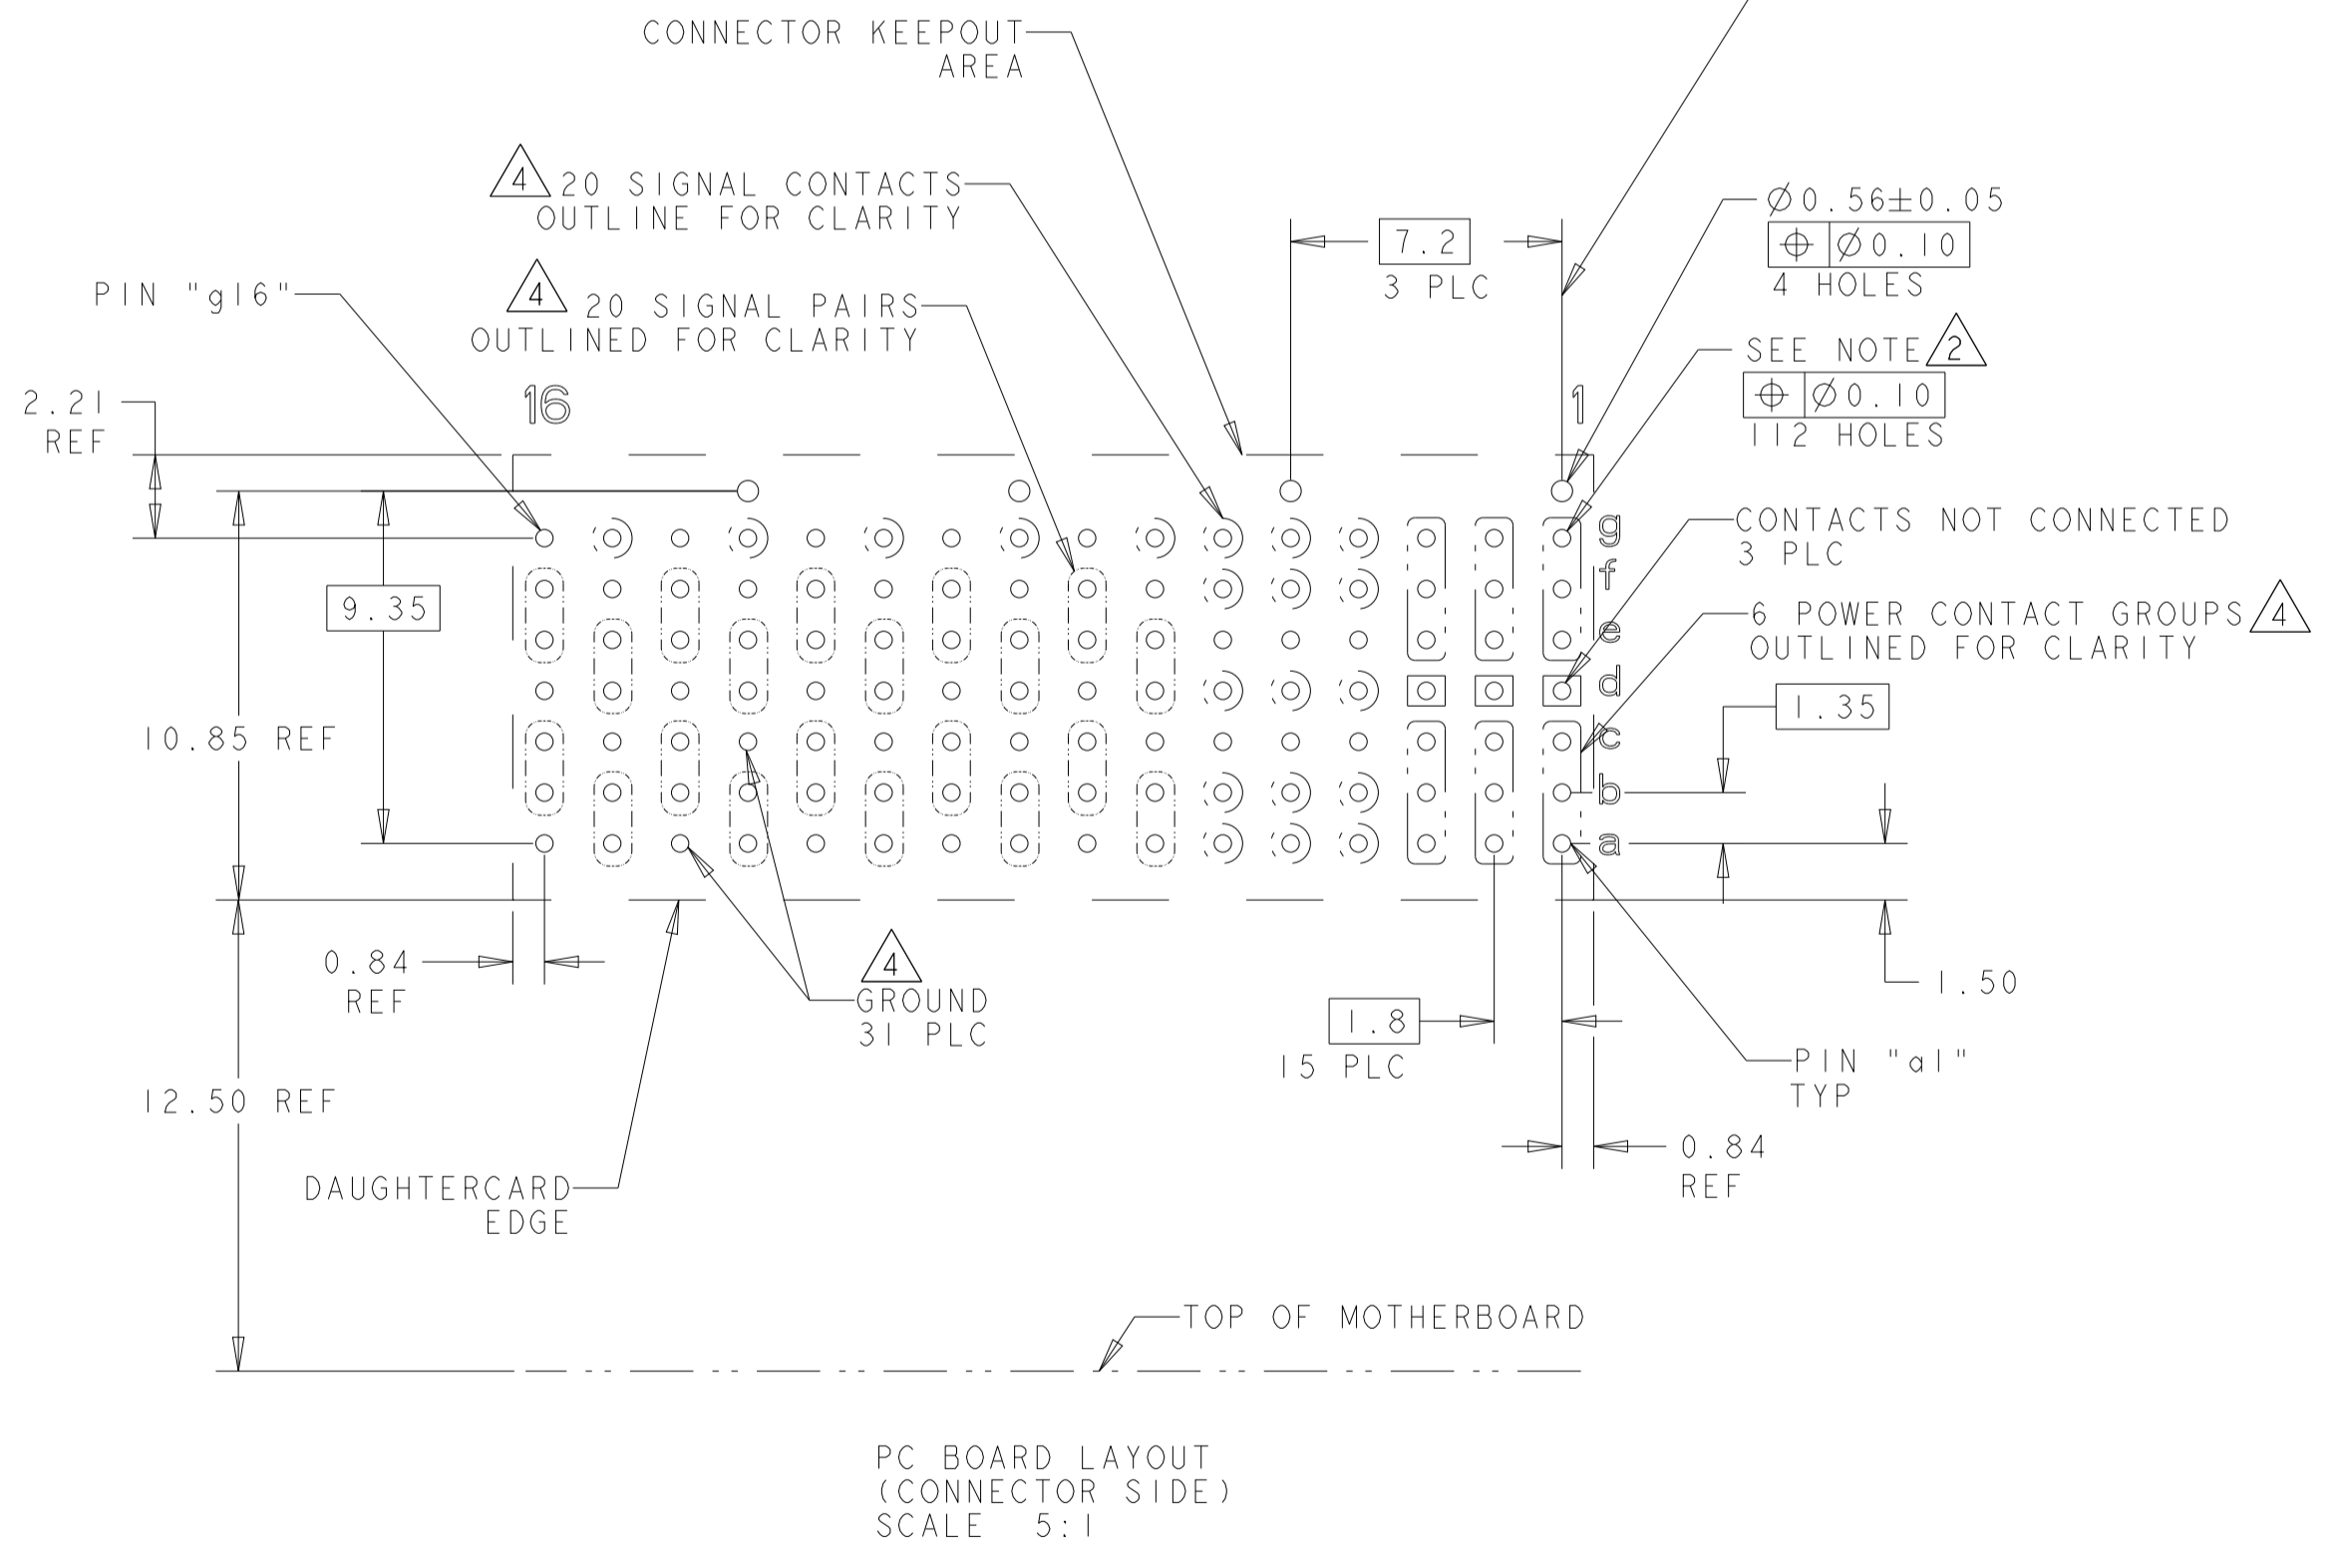 CONNECTOR KEEPOUT
AREA
4 20 SIGNAL CONTACTS
OUTLINE FOR CLARITY
Ø0.56±0.05
⌖ Ø0.10
4 HOLES
7.2
3 PLC
PIN "g16"
4 20 SIGNAL PAIRS
OUTLINED FOR CLARITY
SEE NOTE 2
⌖ Ø0.10
112 HOLES
2.21
REF
16
1
g
f
e
d
c
b
a
CONTACTS NOT CONNECTED
3 PLC
6 POWER CONTACT GROUPS 4
OUTLINED FOR CLARITY
9.35
1.35
10.85 REF
0.84
REF
4
GROUND
31 PLC
1.50
1.8
15 PLC
PIN "a1"
TYP
12.50 REF
0.84
REF
DAUGHTERCARD
EDGE
TOP OF MOTHERBOARD
PC BOARD LAYOUT
(CONNECTOR SIDE)
SCALE 5:1